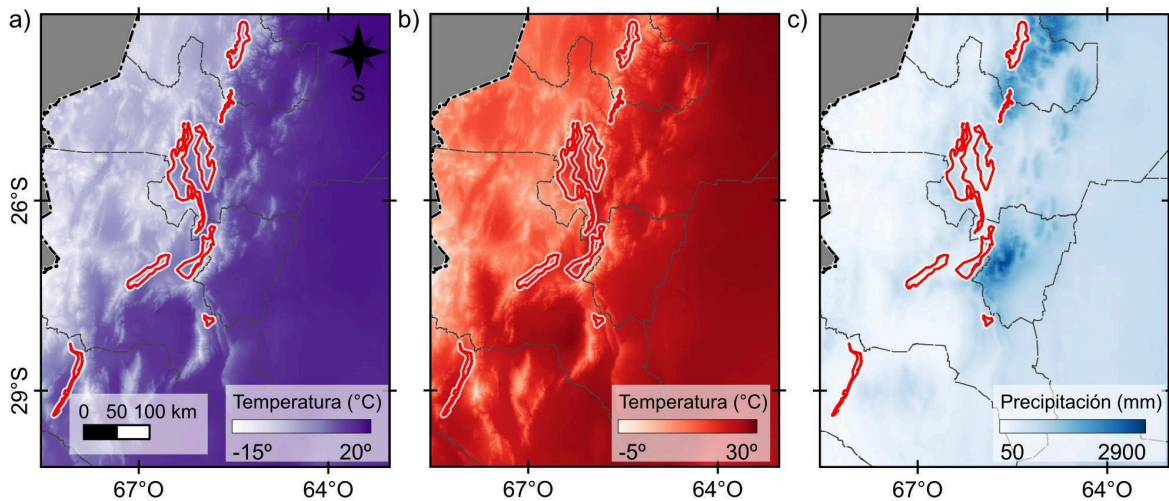 a)
b)
c)
S
26°S
29°S
0 50 100 km
Temperatura (°C)
-15º 20º
Temperatura (°C)
-5º 30º
Precipitación (mm)
50 2900
67°O 64°O 67°O 64°O 67°O 64°O